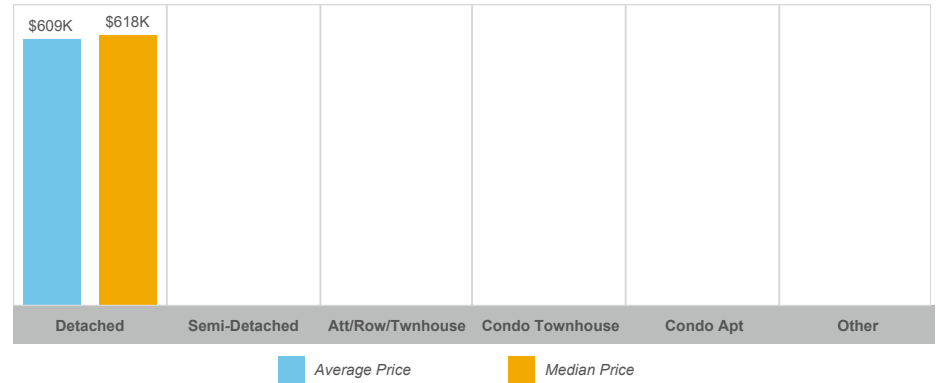 $609K
$618K
Detached
Semi-Detached
Att/Row/Twnhouse
Condo Townhouse
Condo Apt
Other
Average Price
Median Price